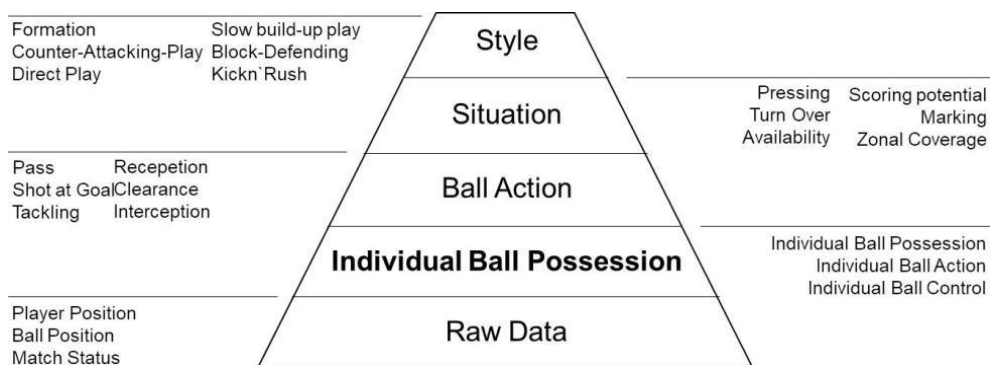 Formation Slow build-up play
Counter-Attacking-Play Block-Defending
Direct Play Kickn`Rush
Style
Pressing Scoring potential
Turn Over Marking
Availability Zonal Coverage
Situation
Pass Recepetion
Shot at Goal Clearance
Tackling Interception
Ball Action
Individual Ball Possession
Individual Ball Action
Individual Ball Control
Individual Ball Possession
Player Position
Ball Position
Match Status
Raw Data